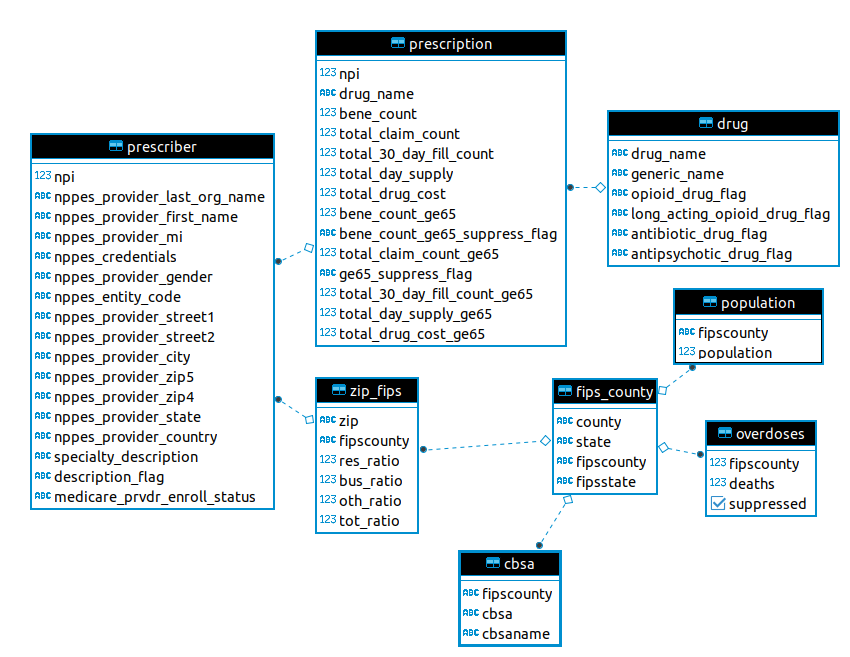 prescriber
123 npi
ABC nppes_provider_last_org_name
ABC nppes_provider_first_name
ABC nppes_provider_mi
ABC nppes_credentials
ABC nppes_provider_gender
ABC nppes_entity_code
ABC nppes_provider_street1
ABC nppes_provider_street2
ABC nppes_provider_city
ABC nppes_provider_zip5
ABC nppes_provider_zip4
ABC nppes_provider_state
ABC nppes_provider_country
ABC specialty_description
ABC description_flag
ABC medicare_prvdr_enroll_status
prescription
123 npi
ABC drug_name
123 bene_count
123 total_claim_count
123 total_30_day_fill_count
123 total_day_supply
123 total_drug_cost
123 bene_count_ge65
ABC bene_count_ge65_suppress_flag
123 total_claim_count_ge65
ABC ge65_suppress_flag
123 total_30_day_fill_count_ge65
123 total_day_supply_ge65
123 total_drug_cost_ge65
drug
ABC drug_name
ABC generic_name
ABC opioid_drug_flag
ABC long_acting_opioid_drug_flag
ABC antibiotic_drug_flag
ABC antipsychotic_drug_flag
zip_fips
ABC zip
ABC fipscounty
123 res_ratio
123 bus_ratio
123 oth_ratio
123 tot_ratio
fips_county
ABC county
ABC state
ABC fipscounty
ABC fipsstate
population
ABC fipscounty
123 population
overdoses
123 fipscounty
123 deaths
suppressed
cbsa
ABC fipscounty
ABC cbsa
ABC cbsaname